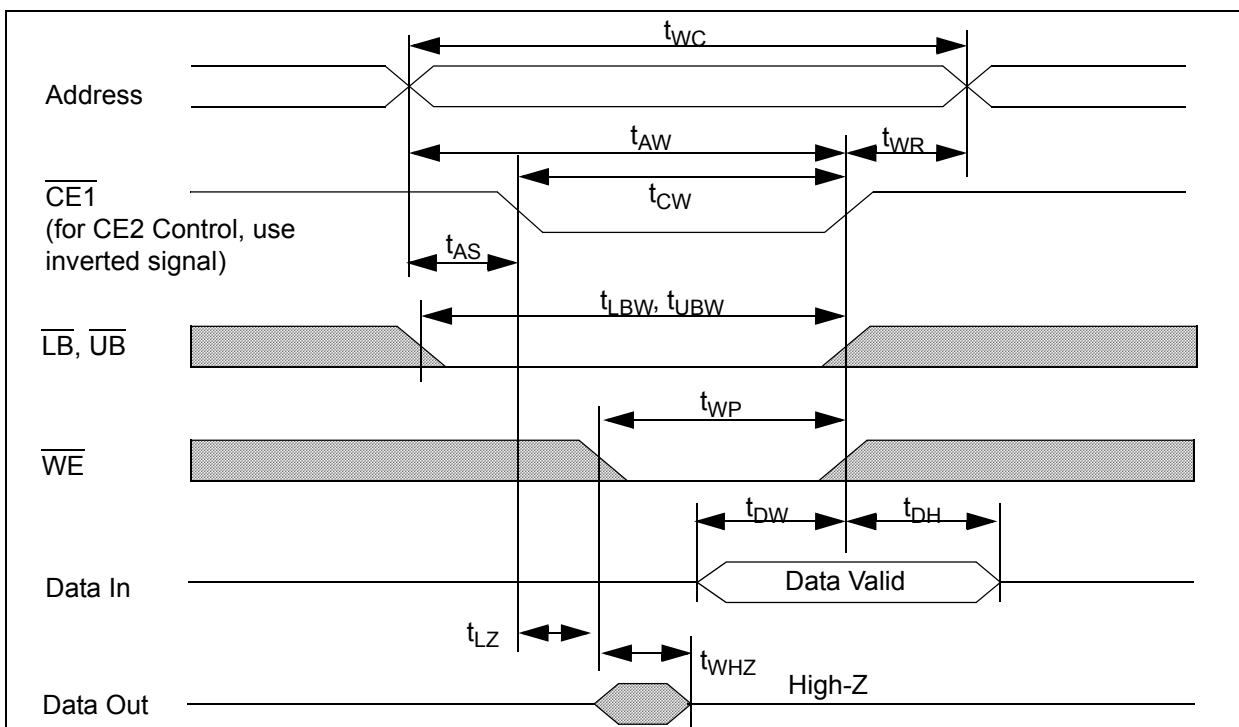 tWC
Address
tAW
tWR
CE1
(for CE2 Control, use
inverted signal)
tCW
tAS
tLBW, tUBW
LB, UB
tWP
WE
tDW
tDH
Data In
Data Valid
tLZ
tWHZ
High-Z
Data Out